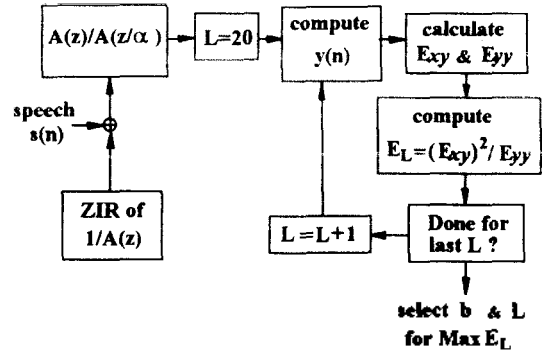 A(z)/A(z/α )
L=20
compute
y(n)
calculate
Exy & Eyy
speech
s(n)
compute
E_L=(Exy)²/Eyy
ZIR of
1/A(z)
L=L+1
Done for
last L ?
select b & L
for Max E_L